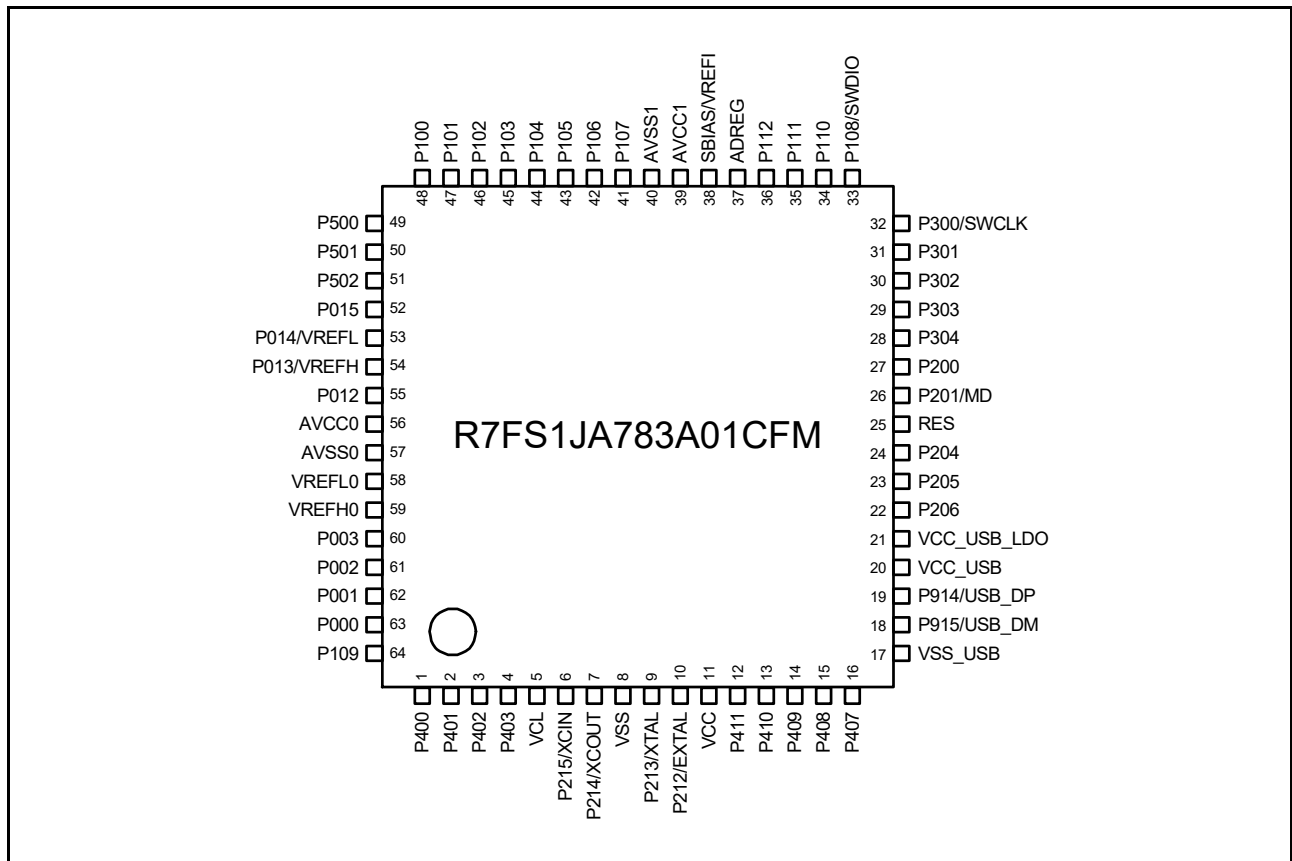 P100
P101
P102
P103
P104
P105
P106
P107
AVSS1
AVCC1
SBIAS/VREFI
ADREG
P112
P111
P110
P108/SWDIO
48
47
46
45
44
43
42
41
40
39
38
37
36
35
34
33
P500 49
P501 50
P502 51
P015 52
P014/VREFL 53
P013/VREFH 54
P012 55
AVCC0 56
AVSS0 57
VREFL0 58
VREFH0 59
P003 60
P002 61
P001 62
P000 63
P109 64
R7FS1JA783A01CFM
32 P300/SWCLK
31 P301
30 P302
29 P303
28 P304
27 P200
26 P201/MD
25 RES
24 P204
23 P205
22 P206
21 VCC_USB_LDO
20 VCC_USB
19 P914/USB_DP
18 P915/USB_DM
17 VSS_USB
1
2
3
4
5
6
7
8
9
10
11
12
13
14
15
16
P400
P401
P402
P403
VCL
P215/XCIN
P214/XCOUT
VSS
P213/XTAL
P212/EXTAL
VCC
P411
P410
P409
P408
P407